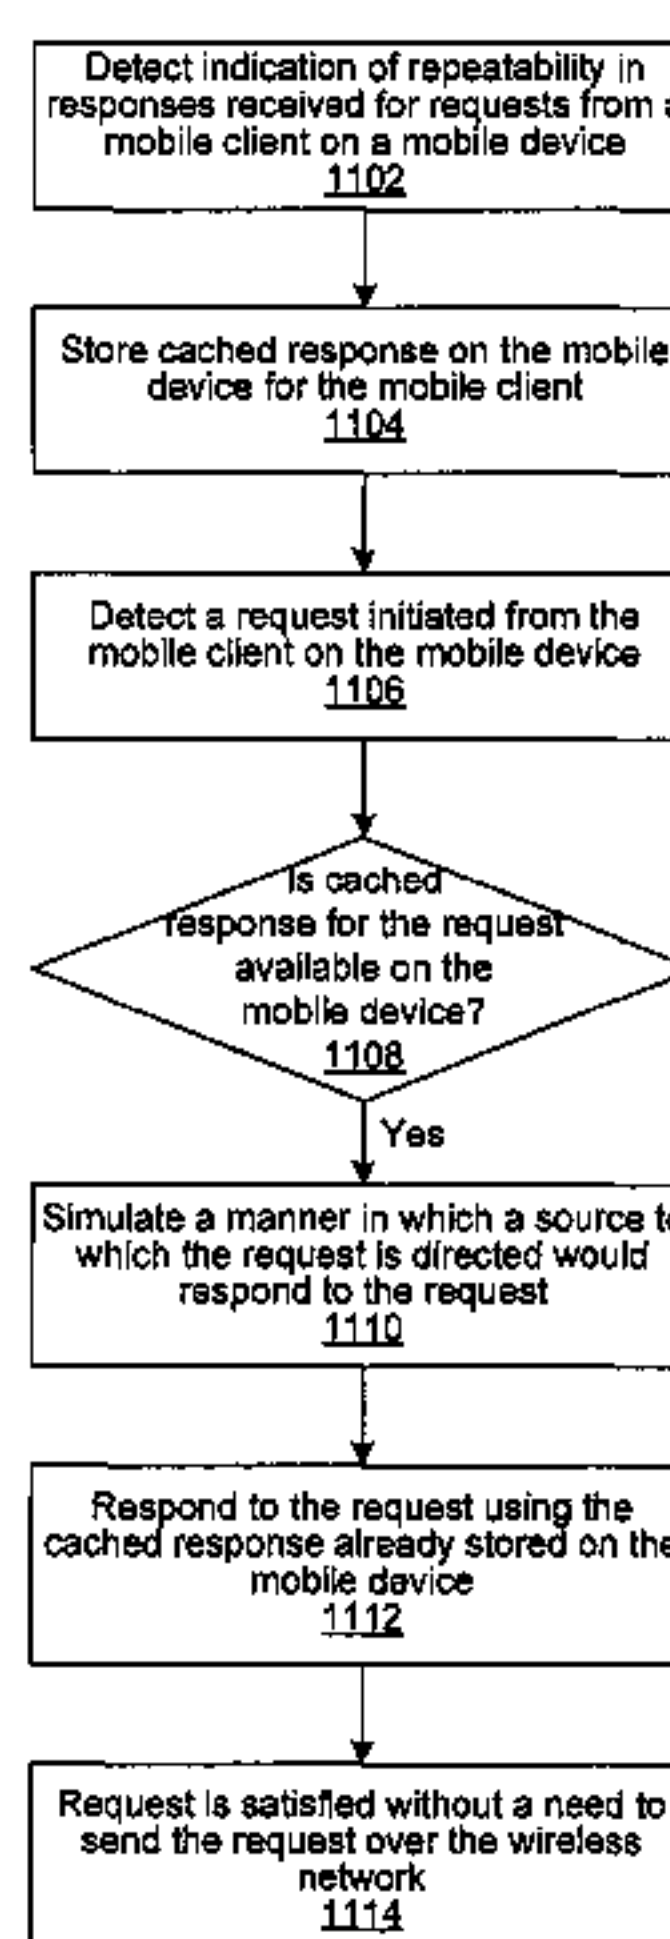 Detect indication of repeatability in
responses received for requests from a
mobile client on a mobile device
1102
Store cached response on the mobile
device for the mobile client
1104
Detect a request initiated from the
mobile client on the mobile device
1106
Is cached
response for the request
available on the
mobile device?
1108
Yes
Simulate a manner in which a source to
which the request is directed would
respond to the request
1110
Respond to the request using the
cached response already stored on the
mobile device
1112
Request is satisfied without a need to
send the request over the wireless
network
1114